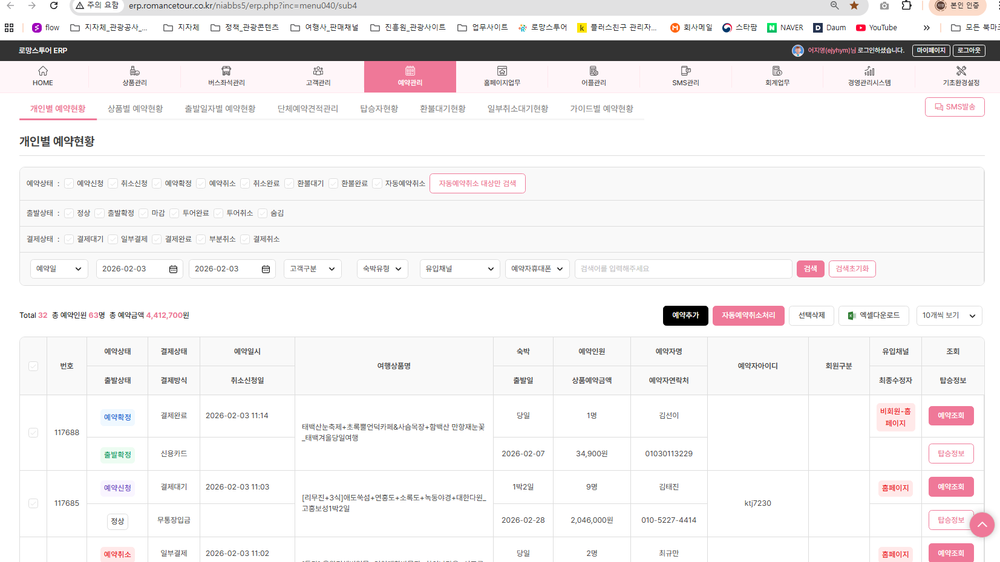 주의 요함 erp.romancetour.co.kr/niabbs5/erp.php?inc=menu040/sub4 본인 인증
flow 지자체_관광공사_... 지자체 정책_관광콘텐츠 여행사_판매채널 진흥원_관광사이트 업무사이트 로망스투어 플러스친구 관리자... 회사메일 스타팜 NAVER Daum YouTube » 모든 북마크
로망스투어 ERP 어지영(ejyhym)님 로그인하셨습니다. 마이페이지 로그아웃
HOME 상품관리 버스좌석관리 고객관리 예약관리 홈페이지업무 어플관리 SMS관리 회계업무 경영관리시스템 기초환경설정
개인별 예약현황 상품별 예약현황 출발일자별 예약현황 단체예약견적관리 탑승자현황 환불대기현황 일부취소대기현황 가이드별 예약현황 SMS발송
개인별 예약현황
예약상태 : 예약신청 취소신청 예약확정 예약취소 취소완료 환불대기 환불완료 자동예약취소 자동예약취소 대상만 검색
출발상태 : 정상 출발확정 마감 투어완료 투어취소 숨김
결제상태 : 결제대기 일부결제 결제완료 부분취소 결제취소
예약일 2026-02-03 2026-02-03 고객구분 숙박유형 유입채널 예약자휴대폰 검색어를 입력해주세요 검색 검색초기화
Total 32 총 예약인원 63명 총 예약금액 4,412,700원 예약추가 자동예약취소처리 선택삭제 엑셀다운로드 10개씩 보기
번호 예약상태 결제상태 예약일시 여행상품명 숙박 예약인원 예약자명 예약자아이디 회원구분 유입채널 조회
출발상태 결제방식 취소신청일 출발일 상품예약금액 예약자연락처 최종수정자 탑승정보
117688 예약확정 결제완료 2026-02-03 11:14 태백산눈축제+초록뿔언덕카페&사슴목장+함백산 만항재눈꽃 당일 1명 김선이 비회원-홈 예약조회
_태백겨울당일여행 페이지
출발확정 신용카드 2026-02-07 34,900원 01030113229 탑승정보
117685 예약신청 결제대기 2026-02-03 11:03 [리무진+3식]애도쑥섬+연홍도+소록도+녹동야경+대한다원_ 1박2일 9명 김태진 ktj7230 홈페이지 예약조회
고흥보성1박2일
정상 무통장입금 2026-02-28 2,046,000원 010-5227-4414 탑승정보
예약취소 일부결제 2026-02-03 11:02 당일 2명 최규만 홈페이지 예약조회